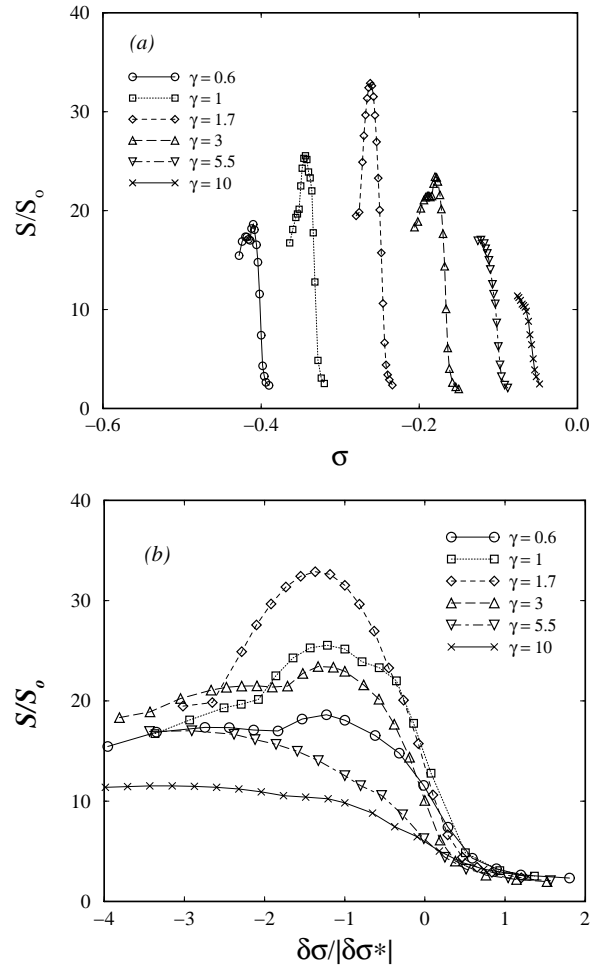 40
(a)
γ = 0.6
γ = 1
γ = 1.7
γ = 3
γ = 5.5
γ = 10
30
20
10
0
S/Sₒ
−0.6 −0.4 −0.2 0.0
σ
40
(b)
γ = 0.6
γ = 1
γ = 1.7
γ = 3
γ = 5.5
γ = 10
30
20
10
0
S/Sₒ
−4 −3 −2 −1 0 1 2
δσ/|δσ*|